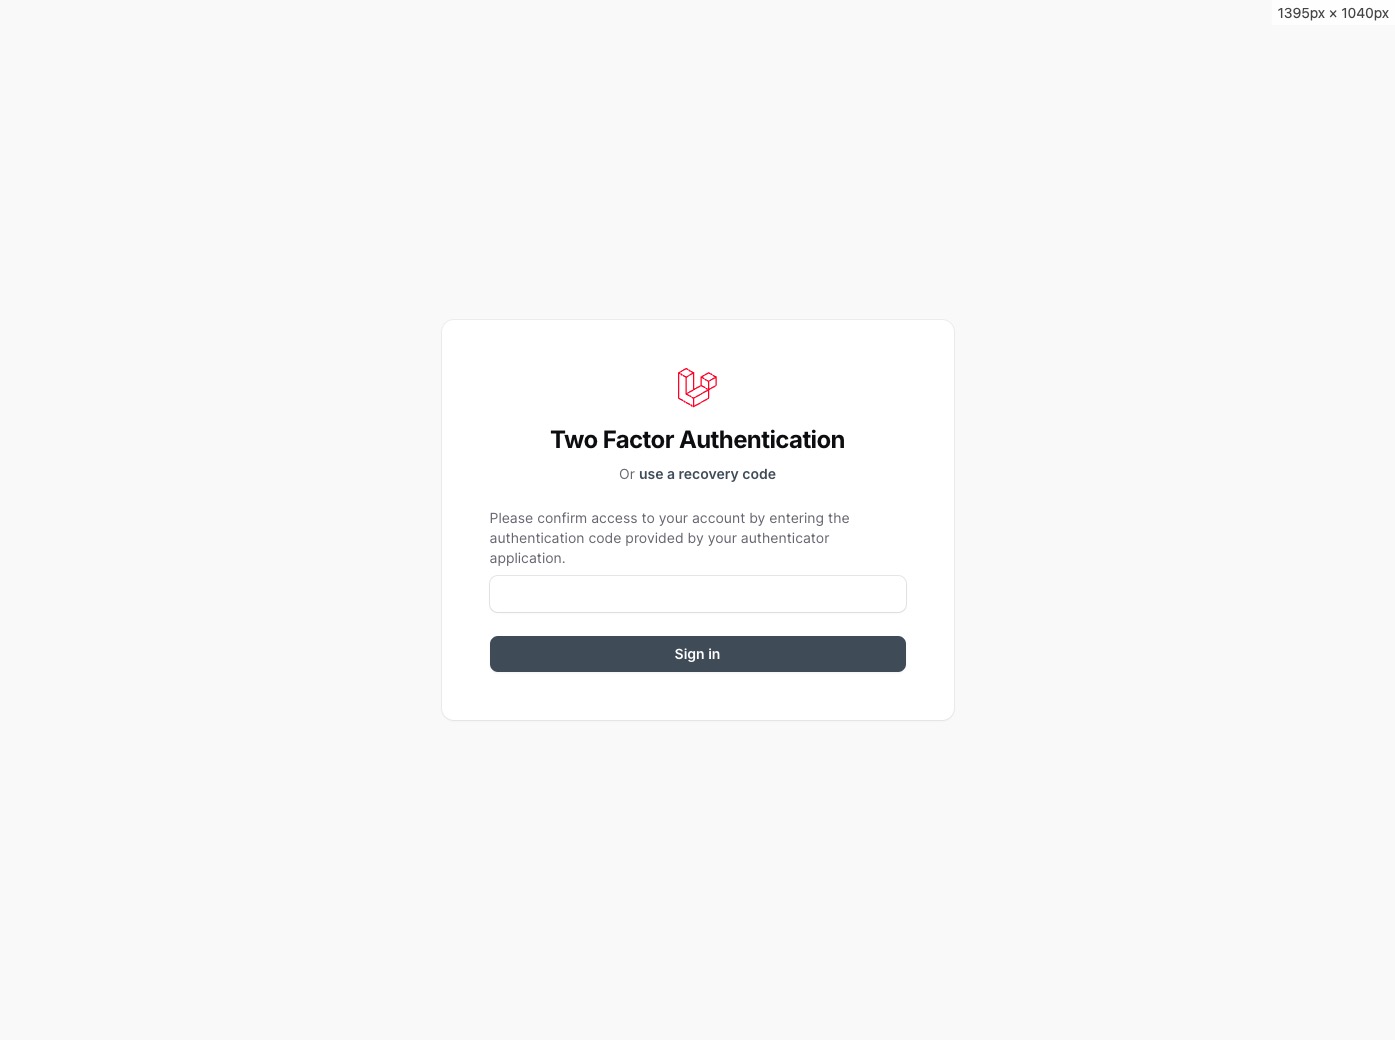 1395px × 1040px
Two Factor Authentication
Or use a recovery code
Please confirm access to your account by entering the
authentication code provided by your authenticator
application.
Sign in